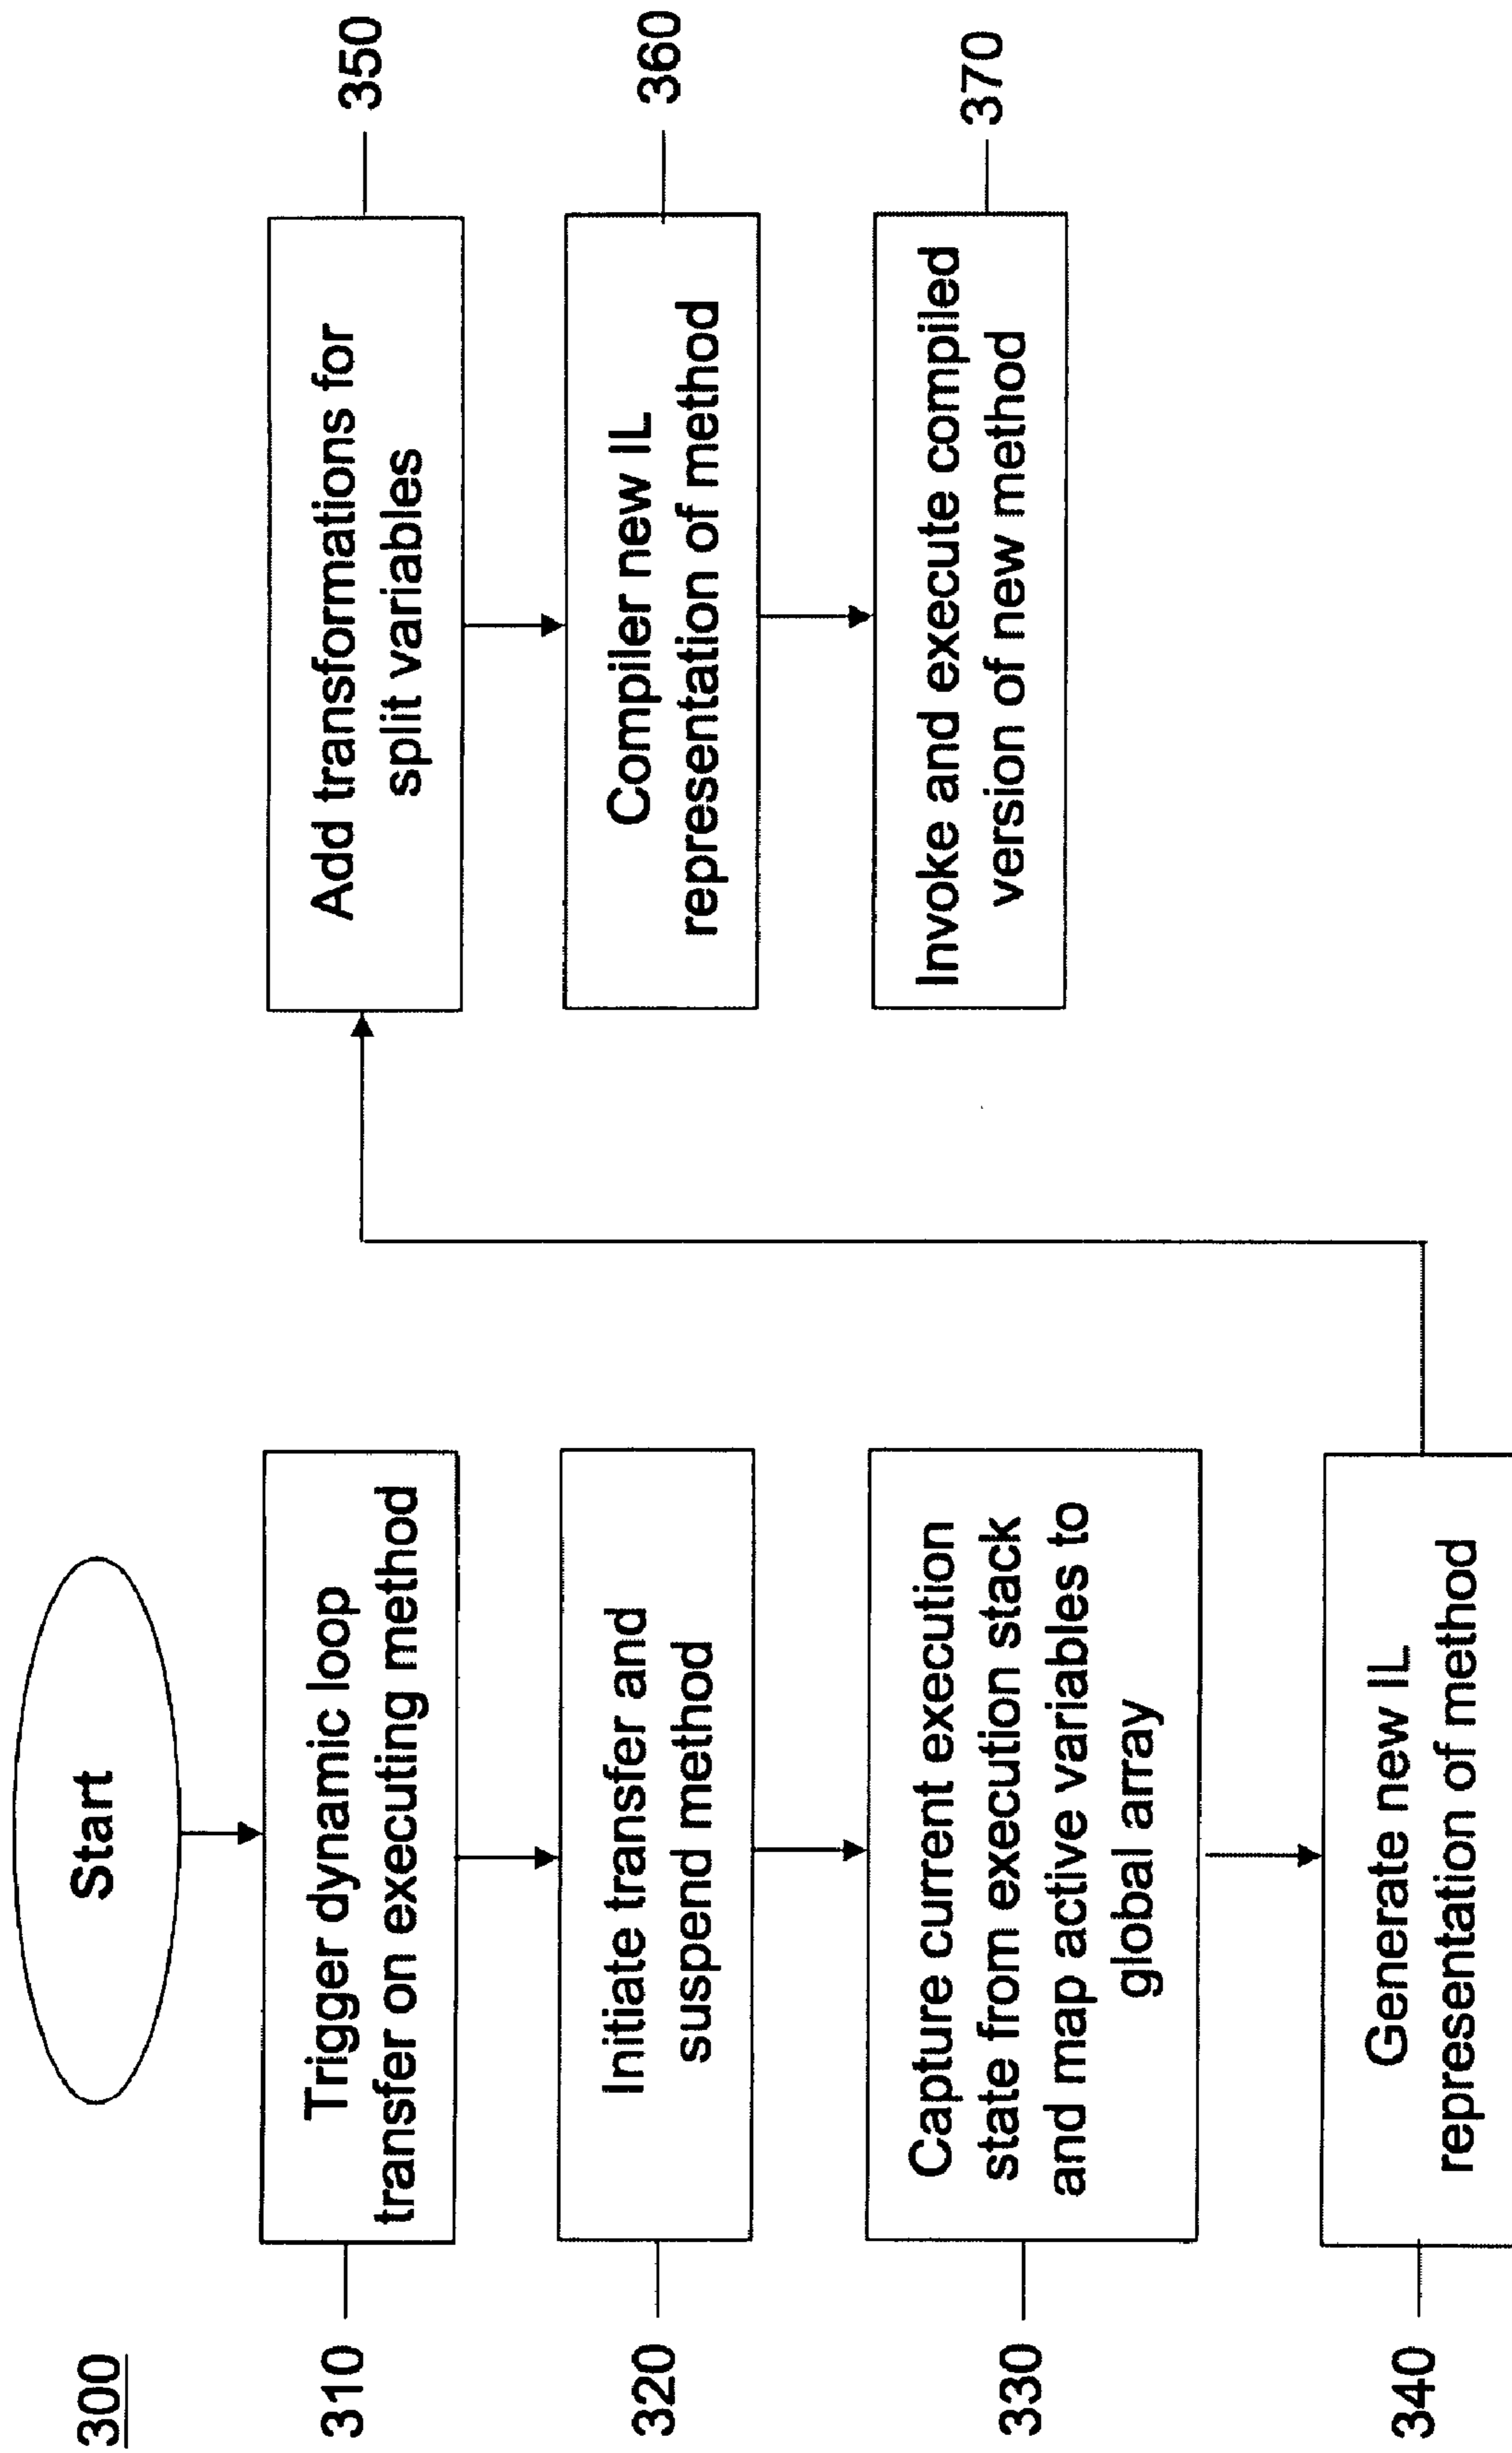 300
Start
310
Trigger dynamic loop
transfer on executing method
320
Initiate transfer and
suspend method
330
Capture current execution
state from execution stack
and map active variables to
global array
340
Generate new IL
representation of method
350
Add transformations for
split variables
360
Compiler new IL
representation of method
370
Invoke and execute compiled
version of new method